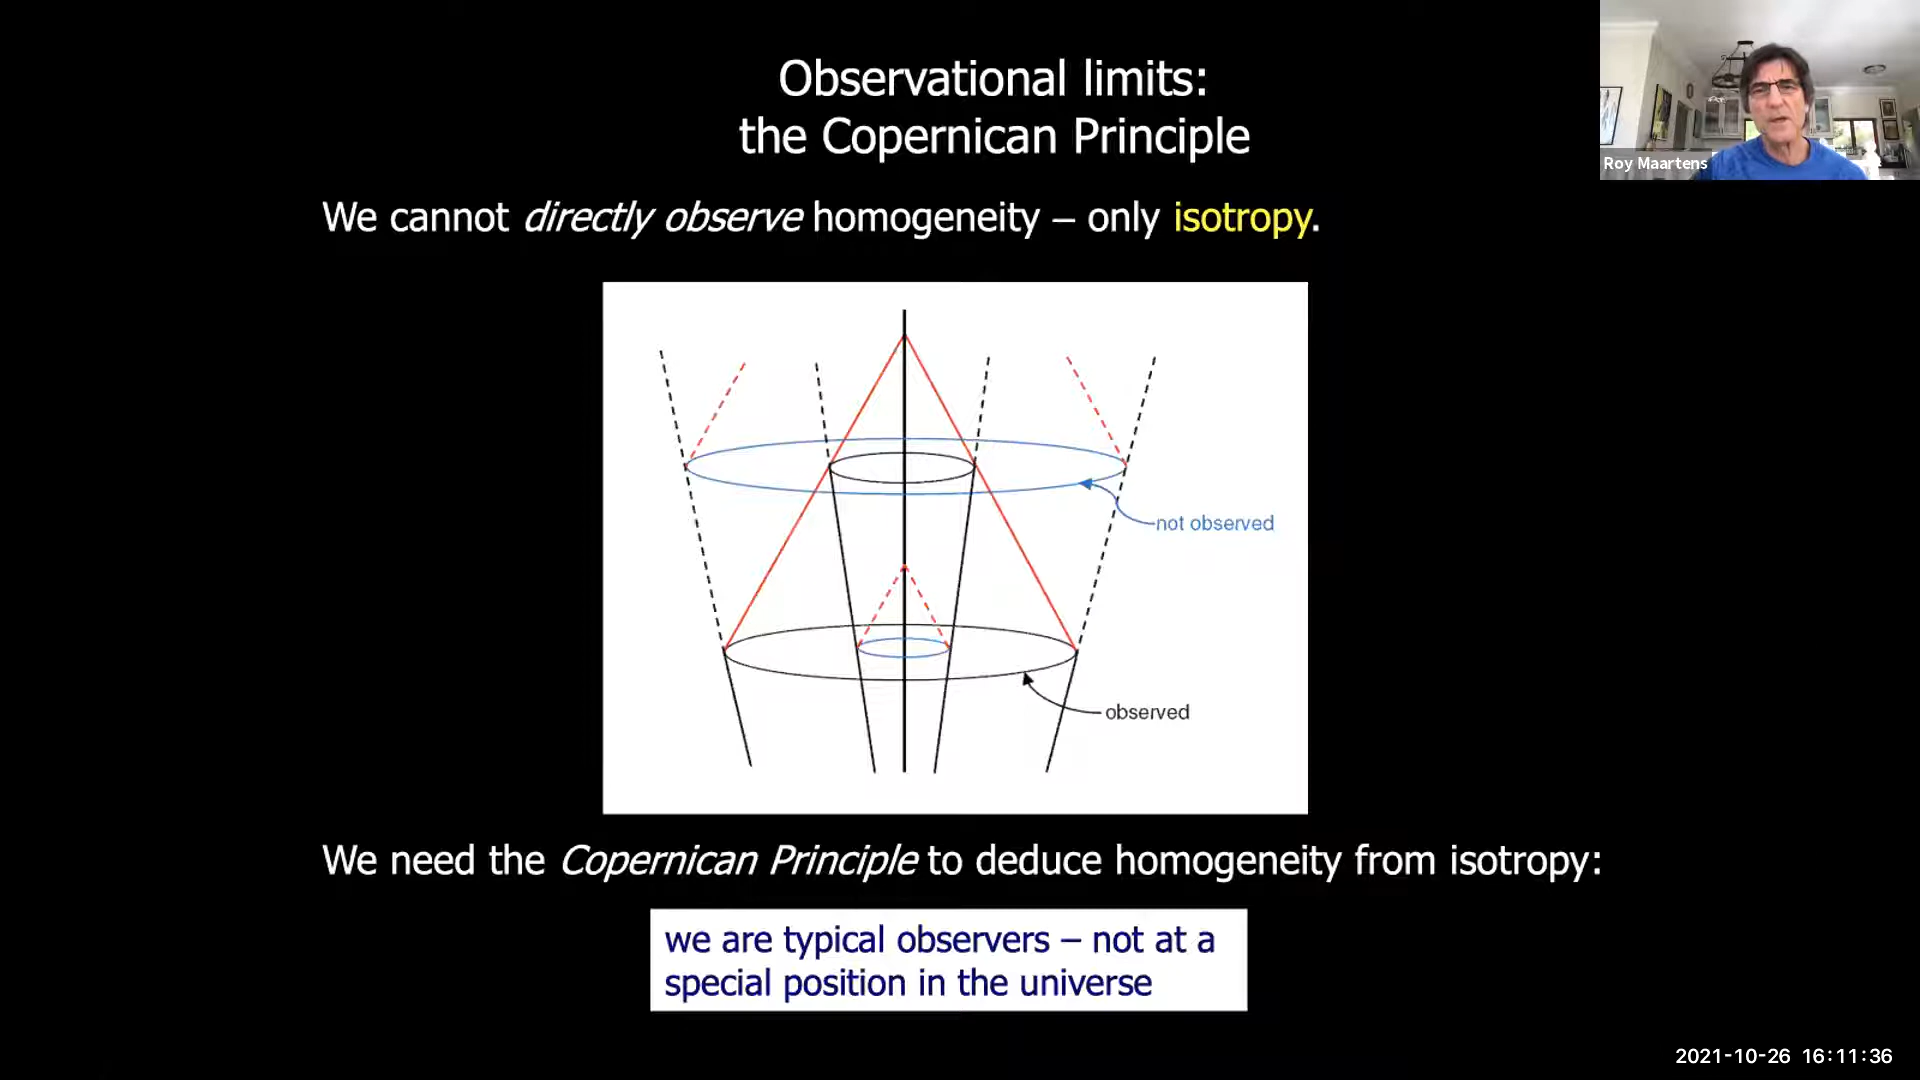 Observational limits:
the Copernican Principle
Roy Maartens
We cannot directly observe homogeneity – only isotropy.
not observed
observed
We need the Copernican Principle to deduce homogeneity from isotropy:
we are typical observers – not at a
special position in the universe
2021-10-26 16:11:36